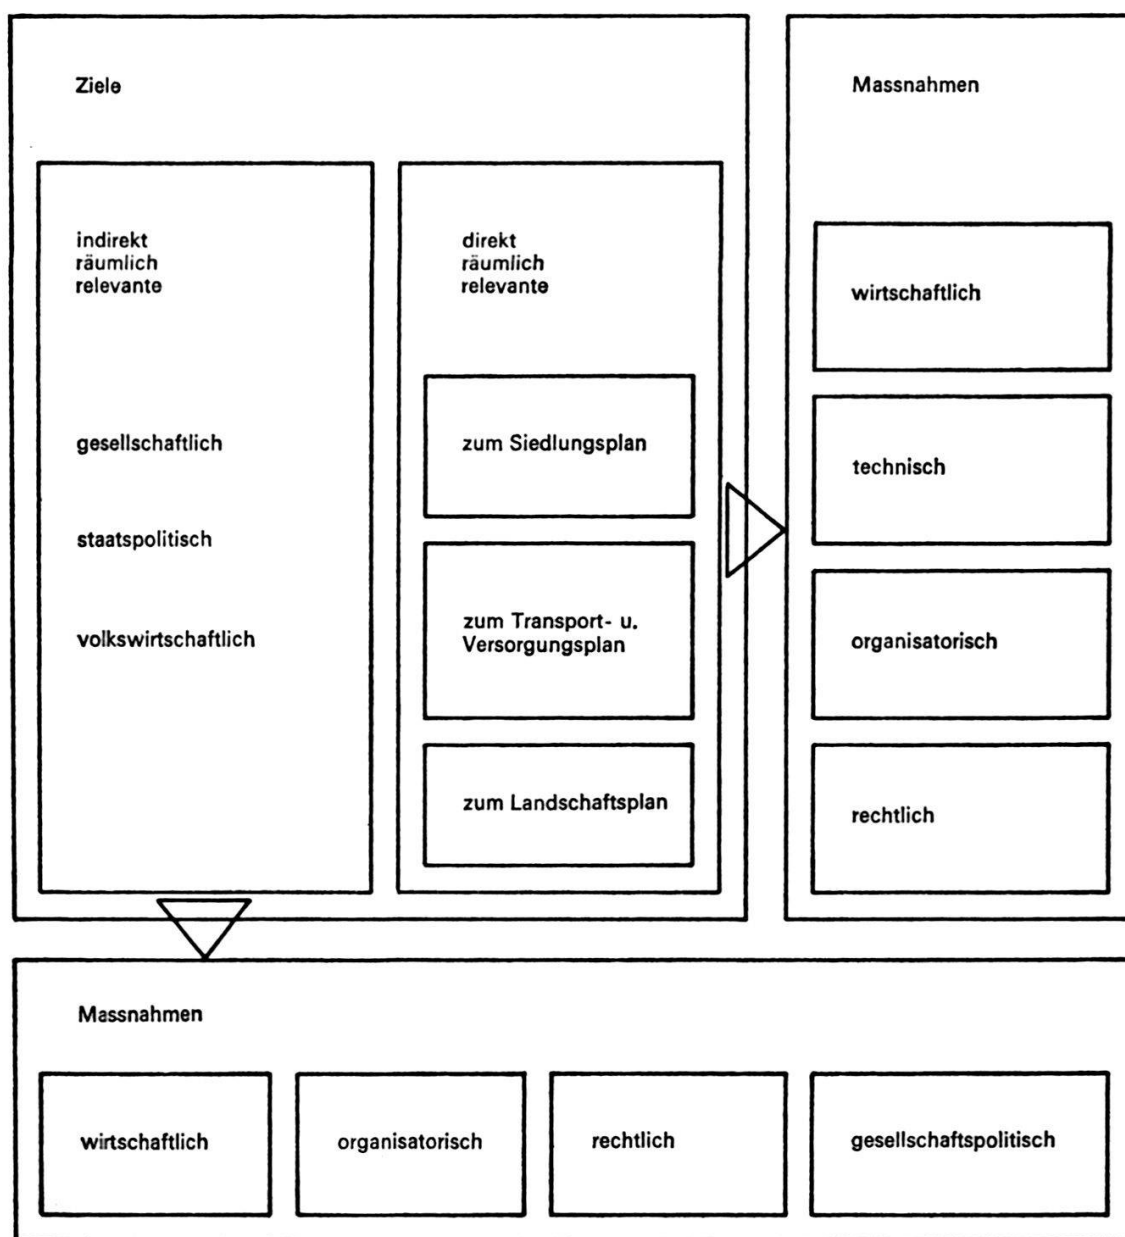 Ziele
indirekt
räumlich
relevante
gesellschaftlich
staatspolitisch
volkswirtschaftlich
direkt
räumlich
relevante
zum Siedlungsplan
zum Transport- u.
Versorgungsplan
zum Landschaftsplan
Massnahmen
wirtschaftlich
technisch
organisatorisch
rechtlich
Massnahmen
wirtschaftlich
organisatorisch
rechtlich
gesellschaftspolitisch